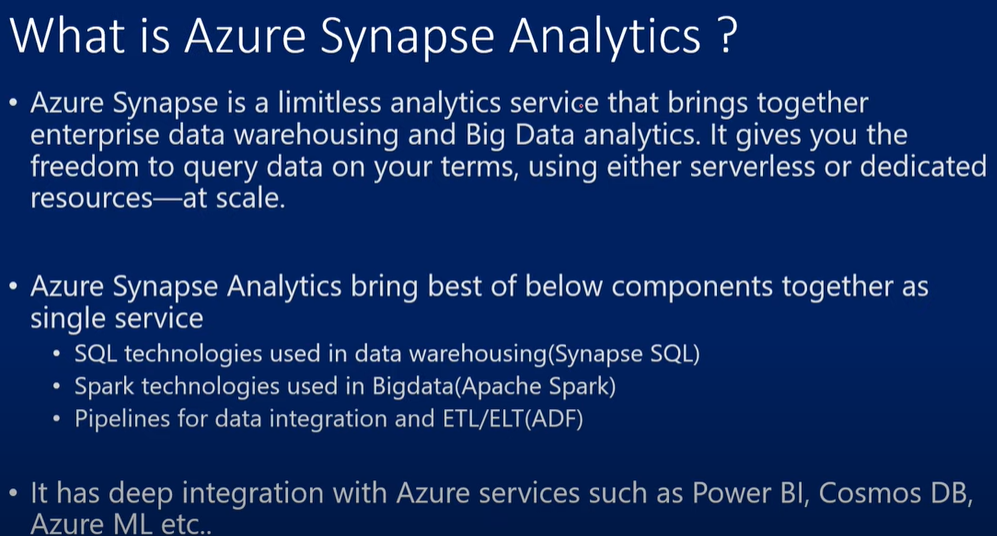 What is Azure Synapse Analytics ?
• Azure Synapse is a limitless analytics service that brings together
enterprise data warehousing and Big Data analytics. It gives you the
freedom to query data on your terms, using either serverless or dedicated
resources—at scale.
• Azure Synapse Analytics bring best of below components together as
single service
• SQL technologies used in data warehousing(Synapse SQL)
• Spark technologies used in Bigdata(Apache Spark)
• Pipelines for data integration and ETL/ELT(ADF)
• It has deep integration with Azure services such as Power BI, Cosmos DB,
Azure ML etc..